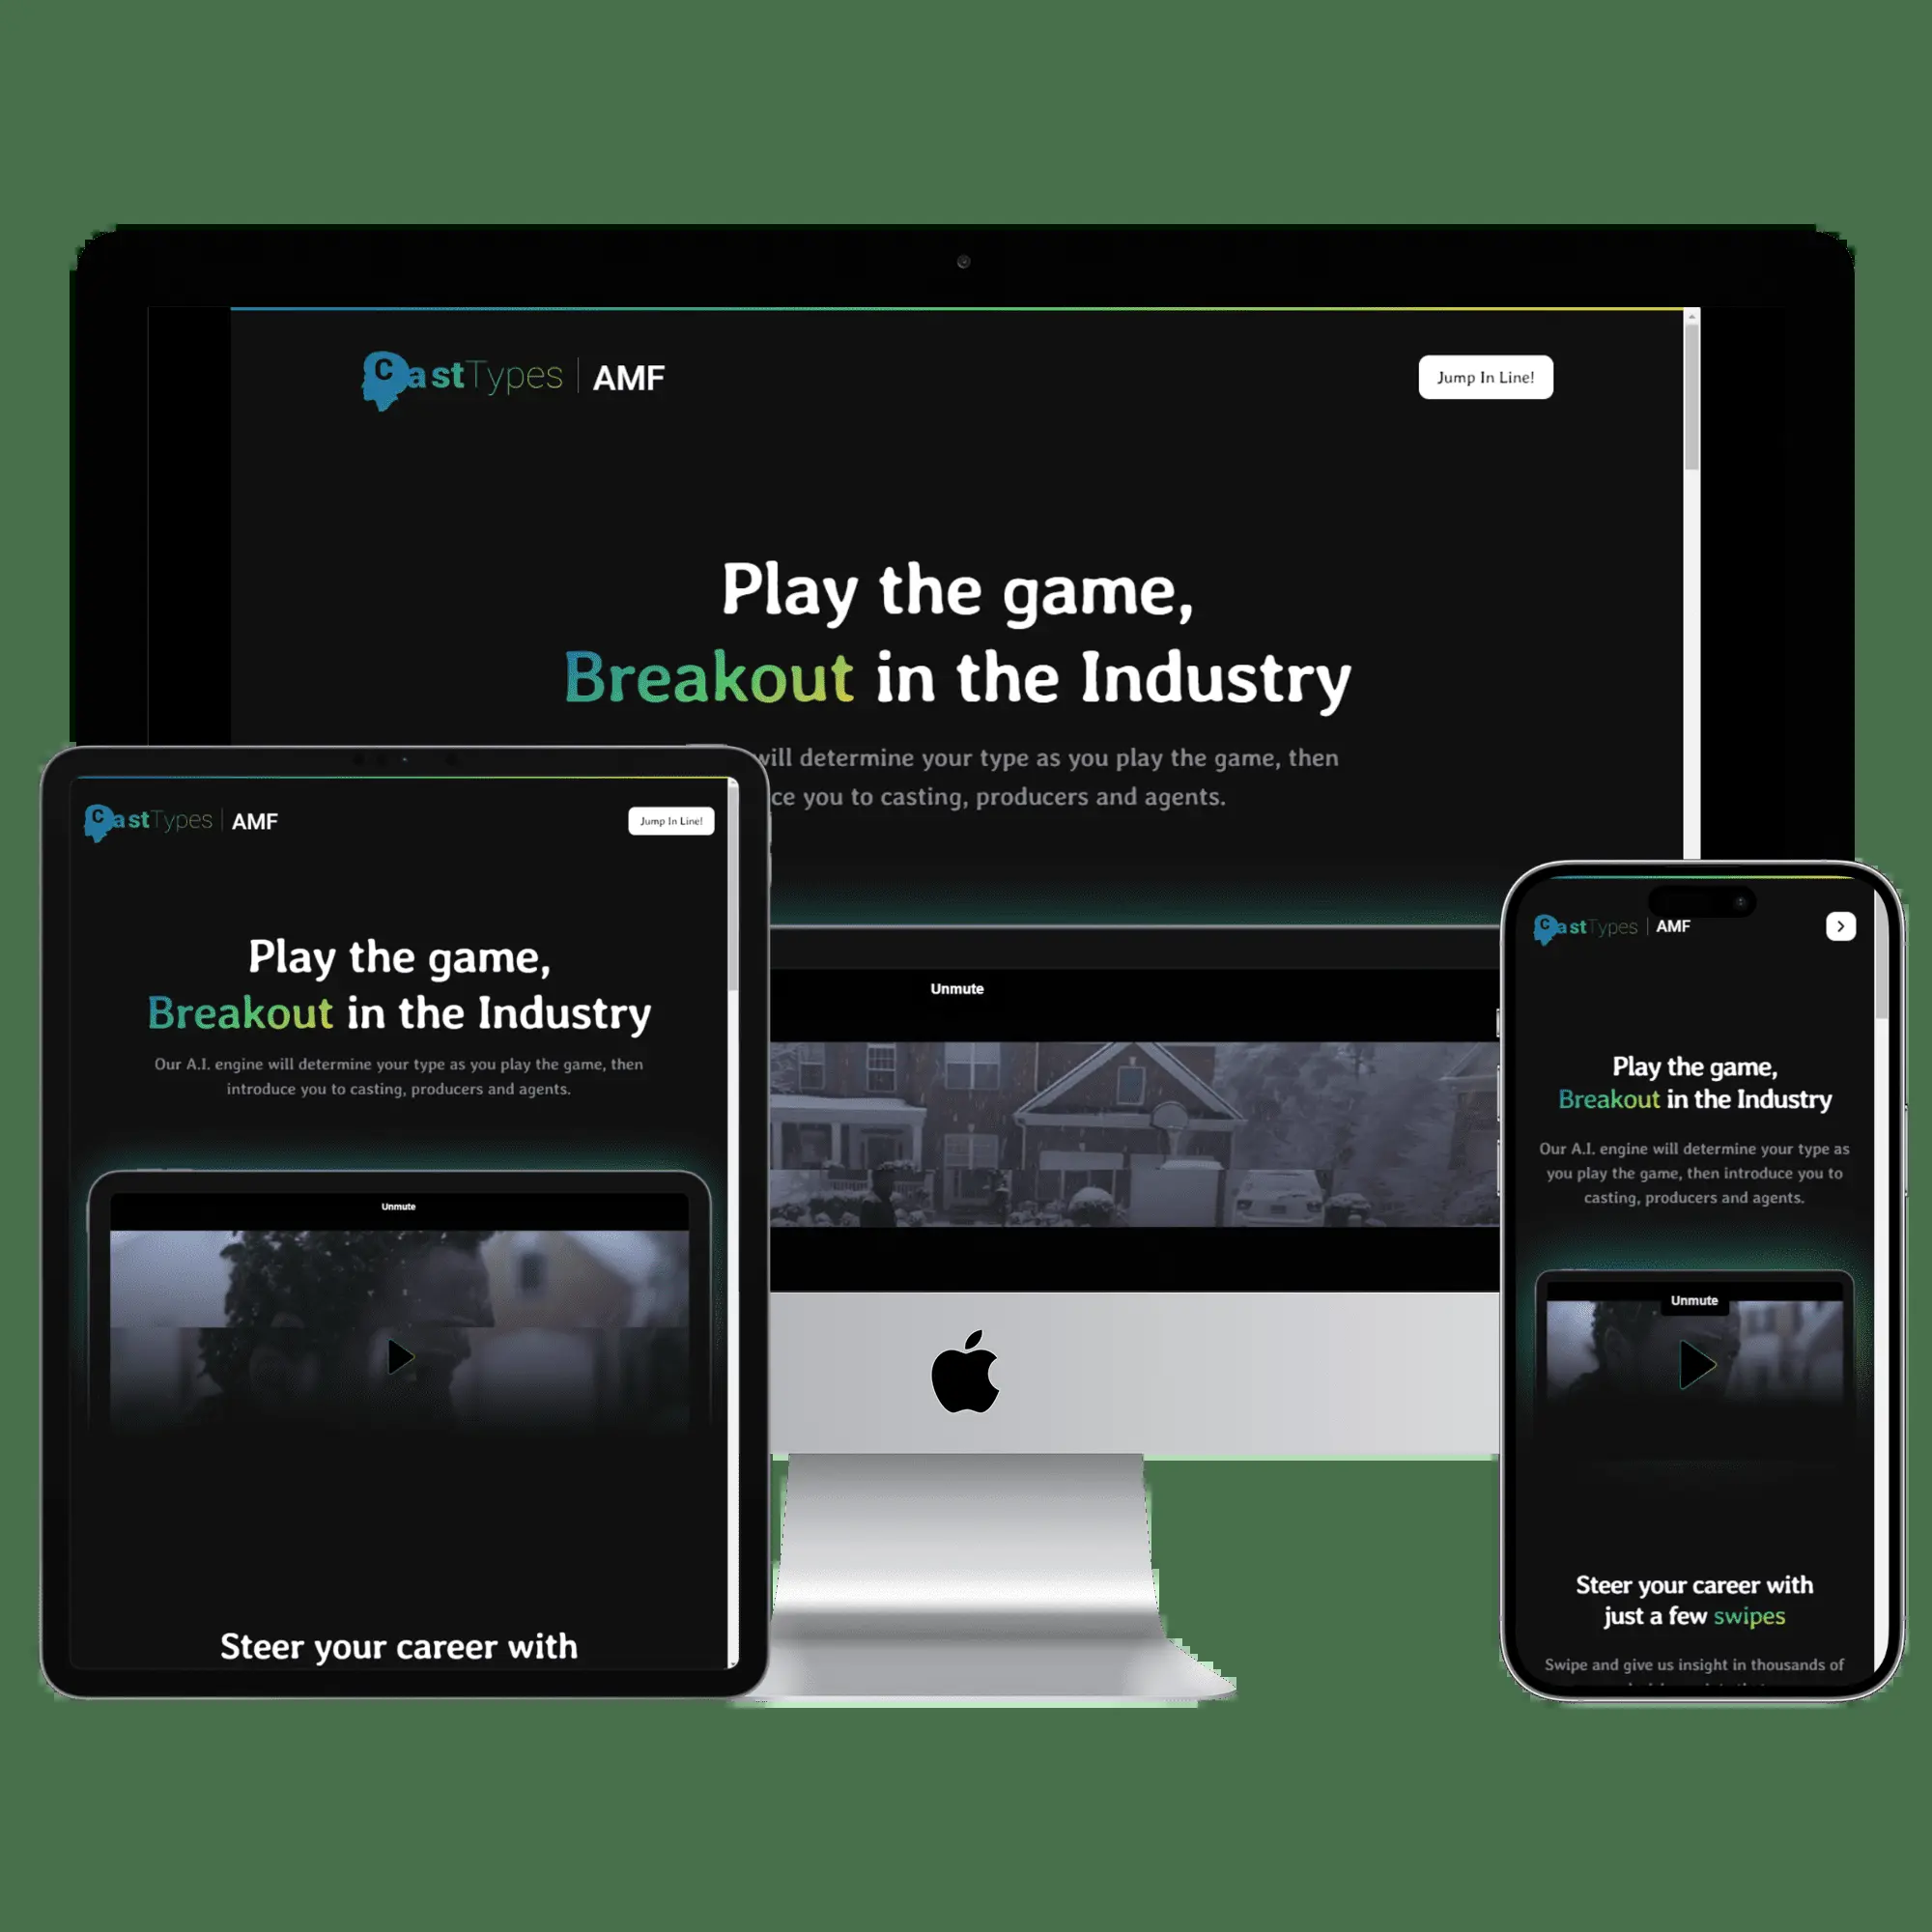 CastTypes | AMF
Jump In Line!
Play the game,
Breakout in the Industry
will determine your type as you play the game, then
ce you to casting, producers and agents.
Unmute
CastTypes | AMF
Jump In Line!
Play the game,
Breakout in the Industry
Our A.I. engine will determine your type as you play the game, then
introduce you to casting, producers and agents.
Unmute
Steer your career with
CastTypes | AMF
Play the game,
Breakout in the Industry
Our A.I. engine will determine your type as
you play the game, then introduce you to
casting, producers and agents.
Unmute
Steer your career with
just a few swipes
Swipe and give us insight in thousands of